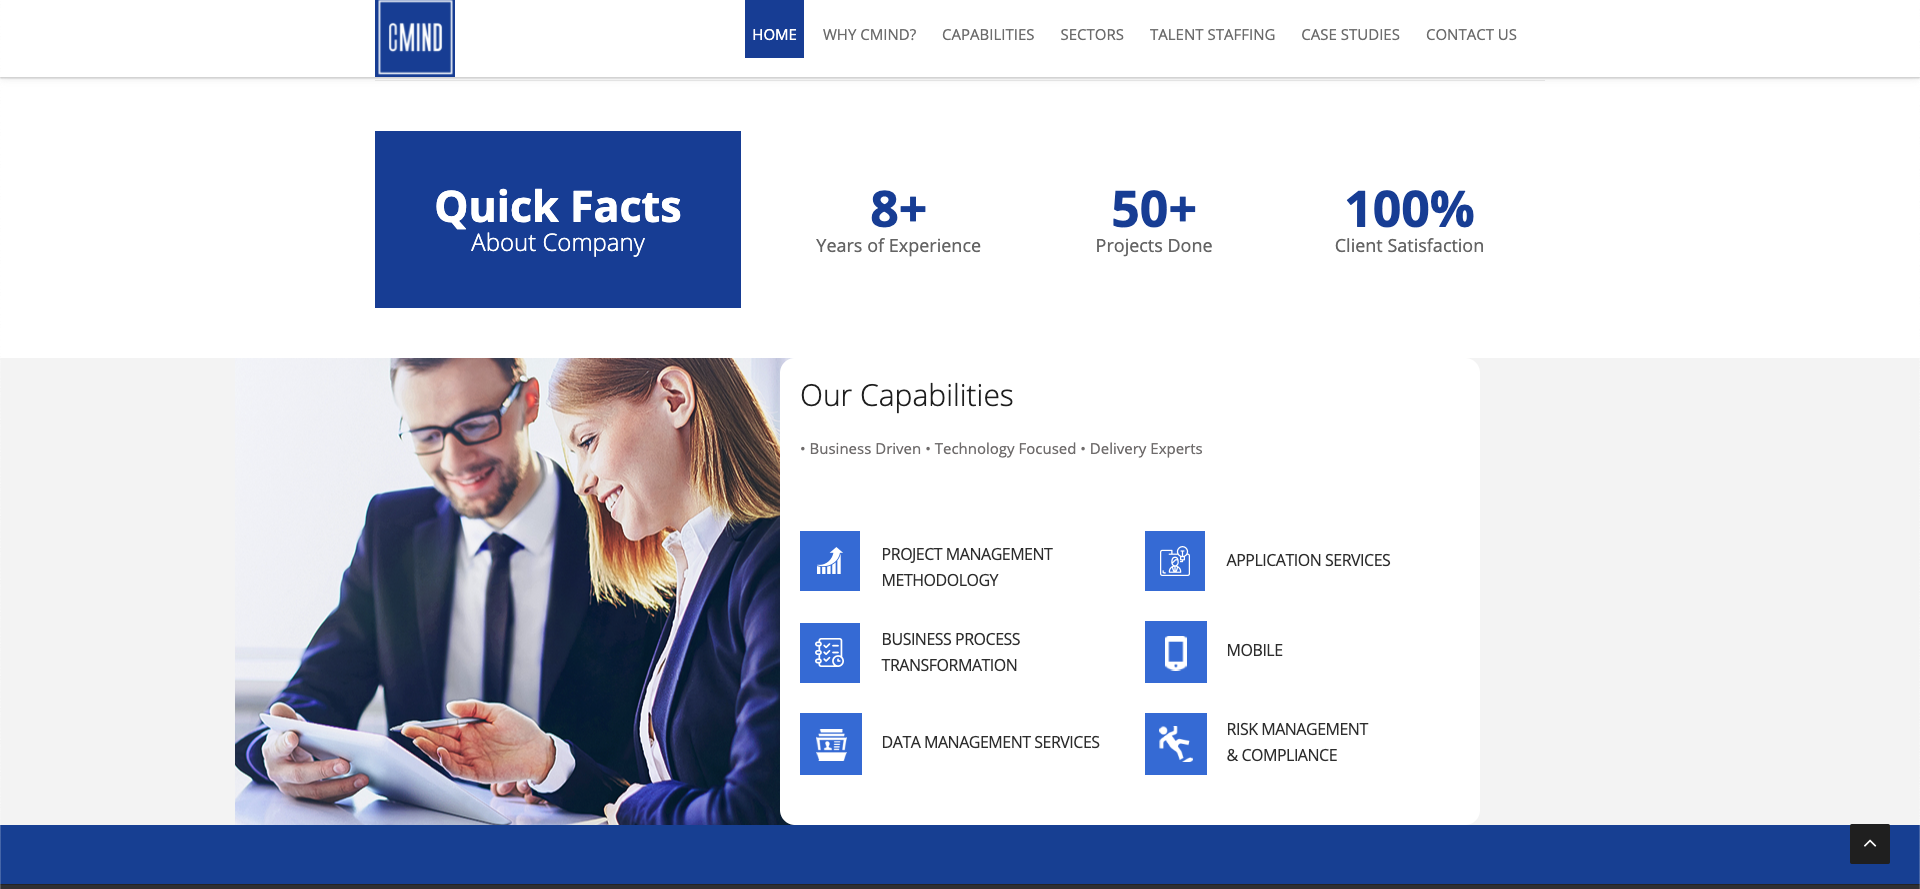 CMIND
HOME WHY CMIND? CAPABILITIES SECTORS TALENT STAFFING CASE STUDIES CONTACT US
Quick Facts
About Company
8+
Years of Experience
50+
Projects Done
100%
Client Satisfaction
Our Capabilities
• Business Driven • Technology Focused • Delivery Experts
PROJECT MANAGEMENT
METHODOLOGY
APPLICATION SERVICES
BUSINESS PROCESS
TRANSFORMATION
MOBILE
DATA MANAGEMENT SERVICES
RISK MANAGEMENT
& COMPLIANCE